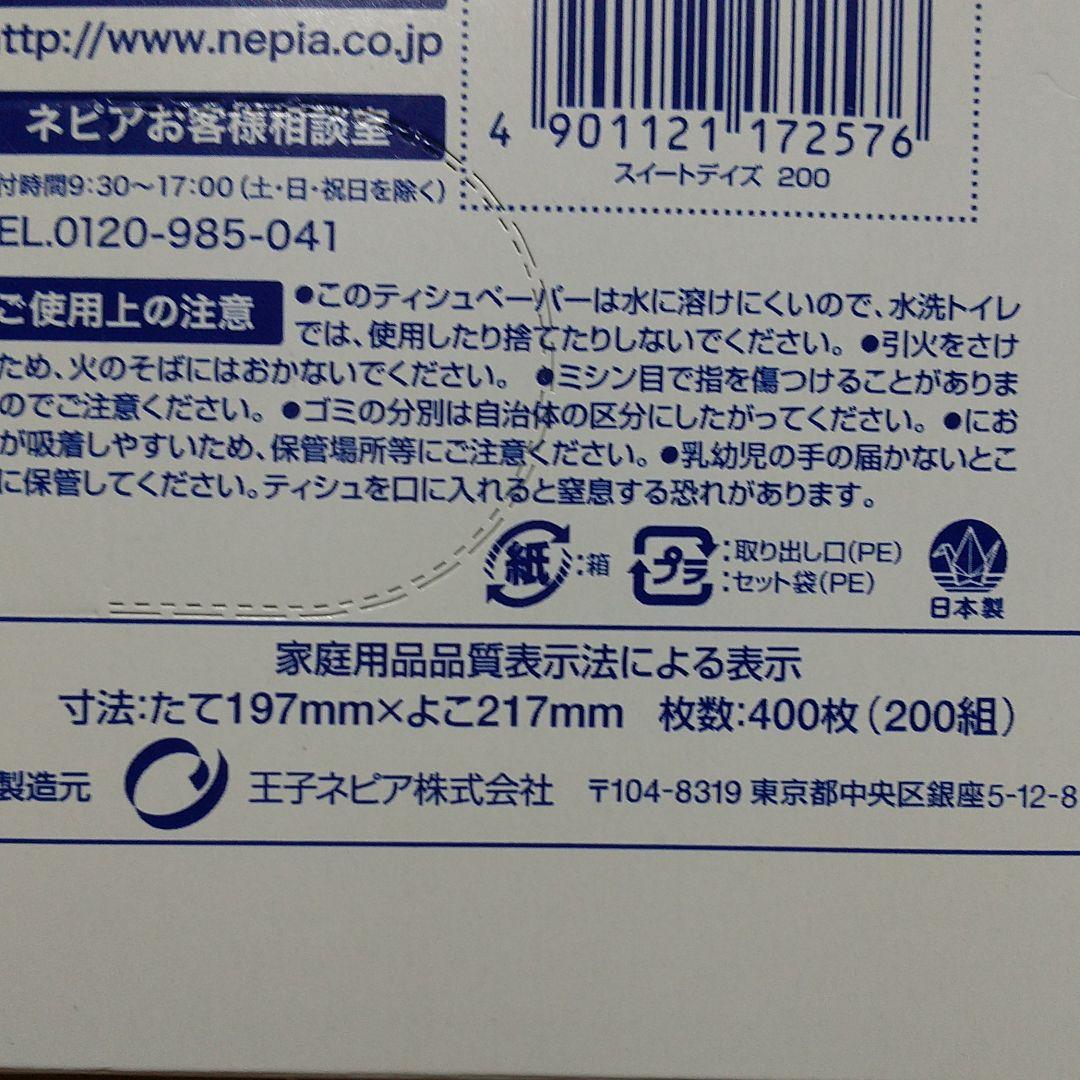 ttp://www.nepia.co.jp
ネピアお客様相談室
付時間9:30～17:00(土・日・祝日を除く)
EL.0120-985-041
4 901121 172576
スイートデイズ 200
ご使用上の注意
●このティシュペーパーは水に溶けにくいので、水洗トイレ
では、使用したり捨てたりしないでください。 ●引火をさけ
ため、火のそばにはおかないでください。 ●ミシン目で指を傷つけることがありま
のでご注意ください。 ●ゴミの分別は自治体の区分にしたがってください。 ●にお
が吸着しやすいため、保管場所等にご注意ください。 ●乳幼児の手の届かないとこ
に保管してください。ティシュを口に入れると窒息する恐れがあります。
紙:箱
プラ:取り出し口(PE)
:セット袋(PE)
日本製
家庭用品品質表示法による表示
寸法:たて197mm×よこ217mm 枚数:400枚(200組)
製造元 王子ネピア株式会社 〒104-8319 東京都中央区銀座5-12-8